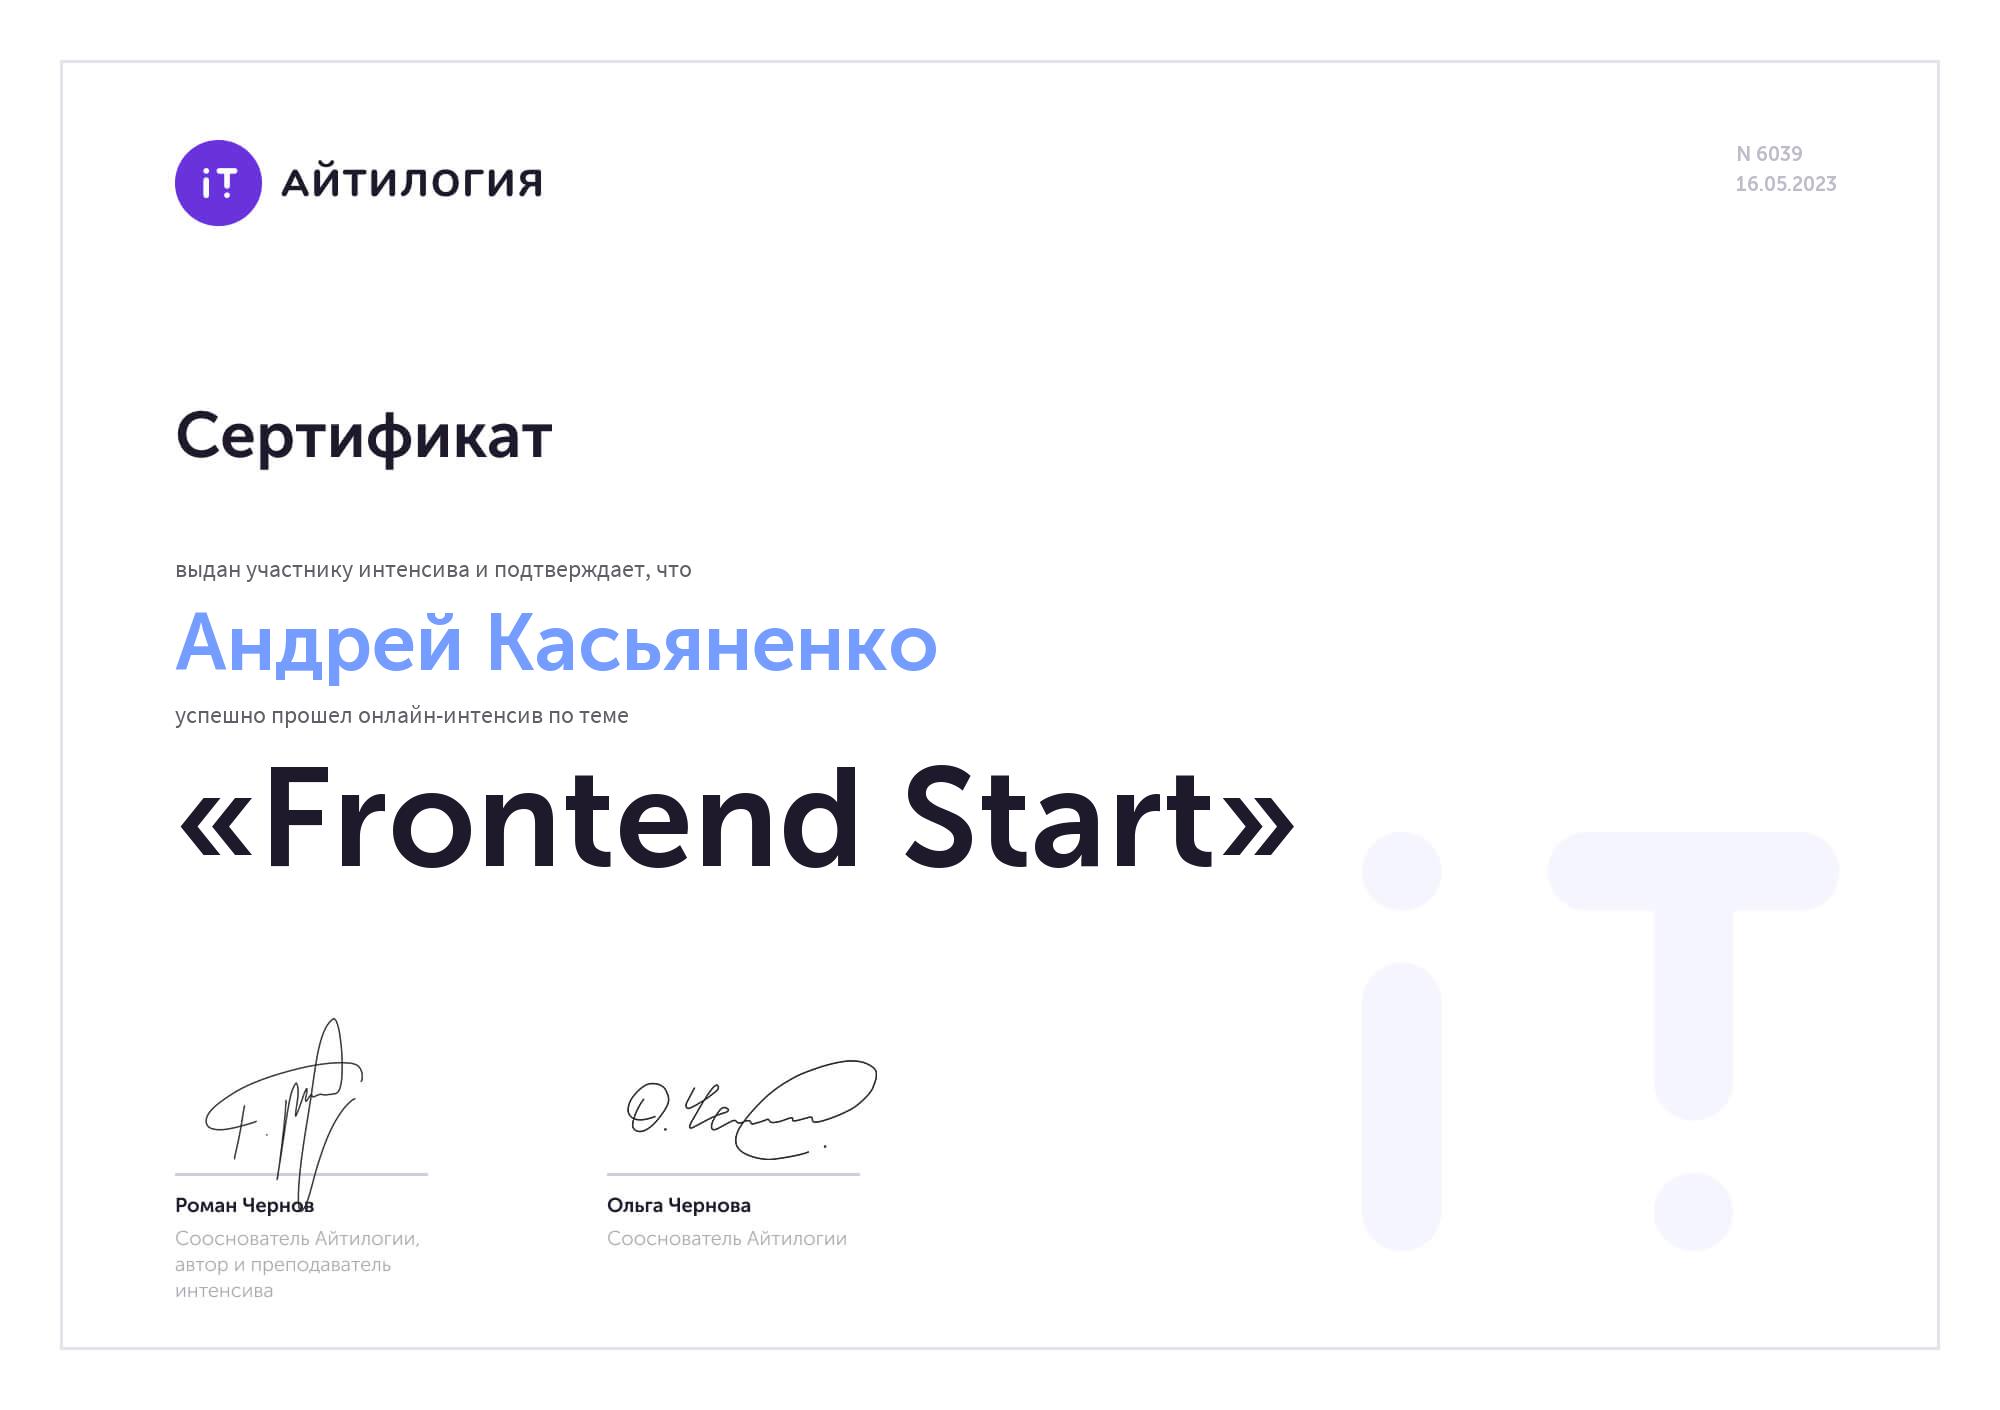 iT АЙТИЛОГИЯ
N 6039
16.05.2023
Сертификат
выдан участнику интенсива и подтверждает, что
Андрей Касьяненко
успешно прошел онлайн-интенсив по теме
«Frontend Start»
iT
Роман Чернов
Сооснователь Айтилогии,
автор и преподаватель
интенсива
О. Чернова
Ольга Чернова
Сооснователь Айтилогии